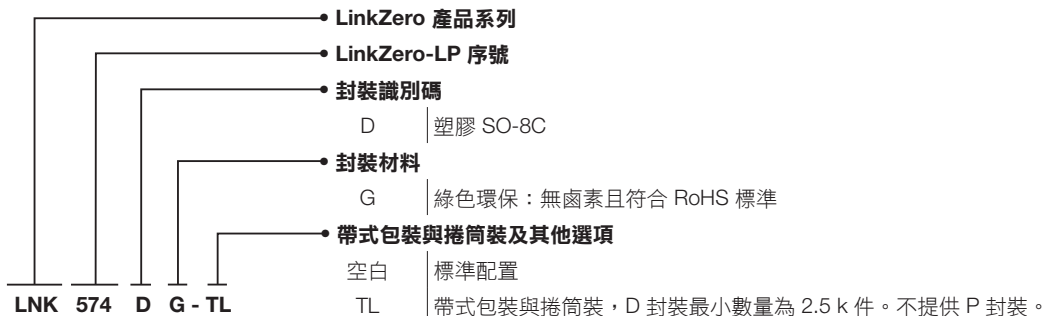 LinkZero 產品系列
LinkZero-LP 序號
封裝識別碼
D 塑膠 SO-8C
封裝材料
G 綠色環保：無鹵素且符合 RoHS 標準
帶式包裝與捲筒裝及其他選項
空白 標準配置
TL 帶式包裝與捲筒裝，D 封裝最小數量為 2.5 k 件。不提供 P 封裝。
LNK 574 D G - TL